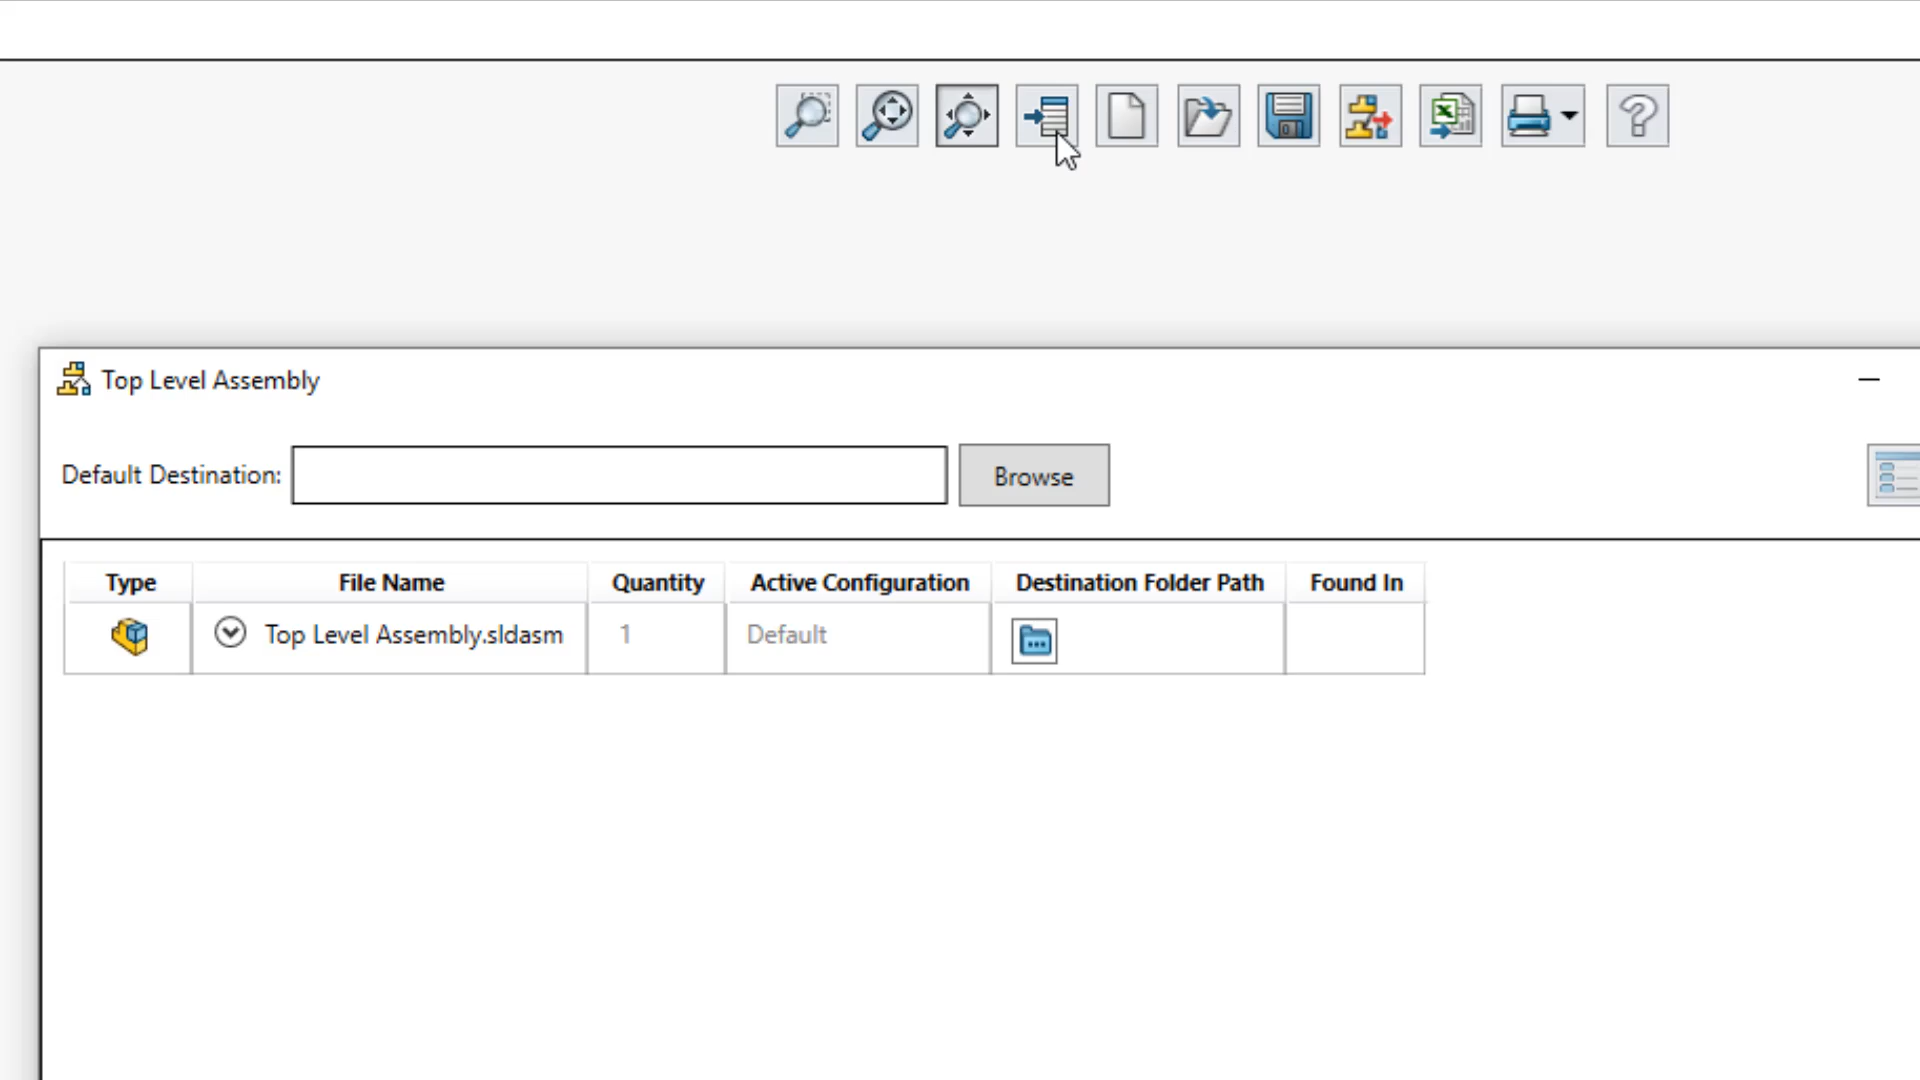 Top Level Assembly
Default Destination:
Browse
Type File Name Quantity Active Configuration Destination Folder Path Found In
Top Level Assembly.sldasm 1 Default